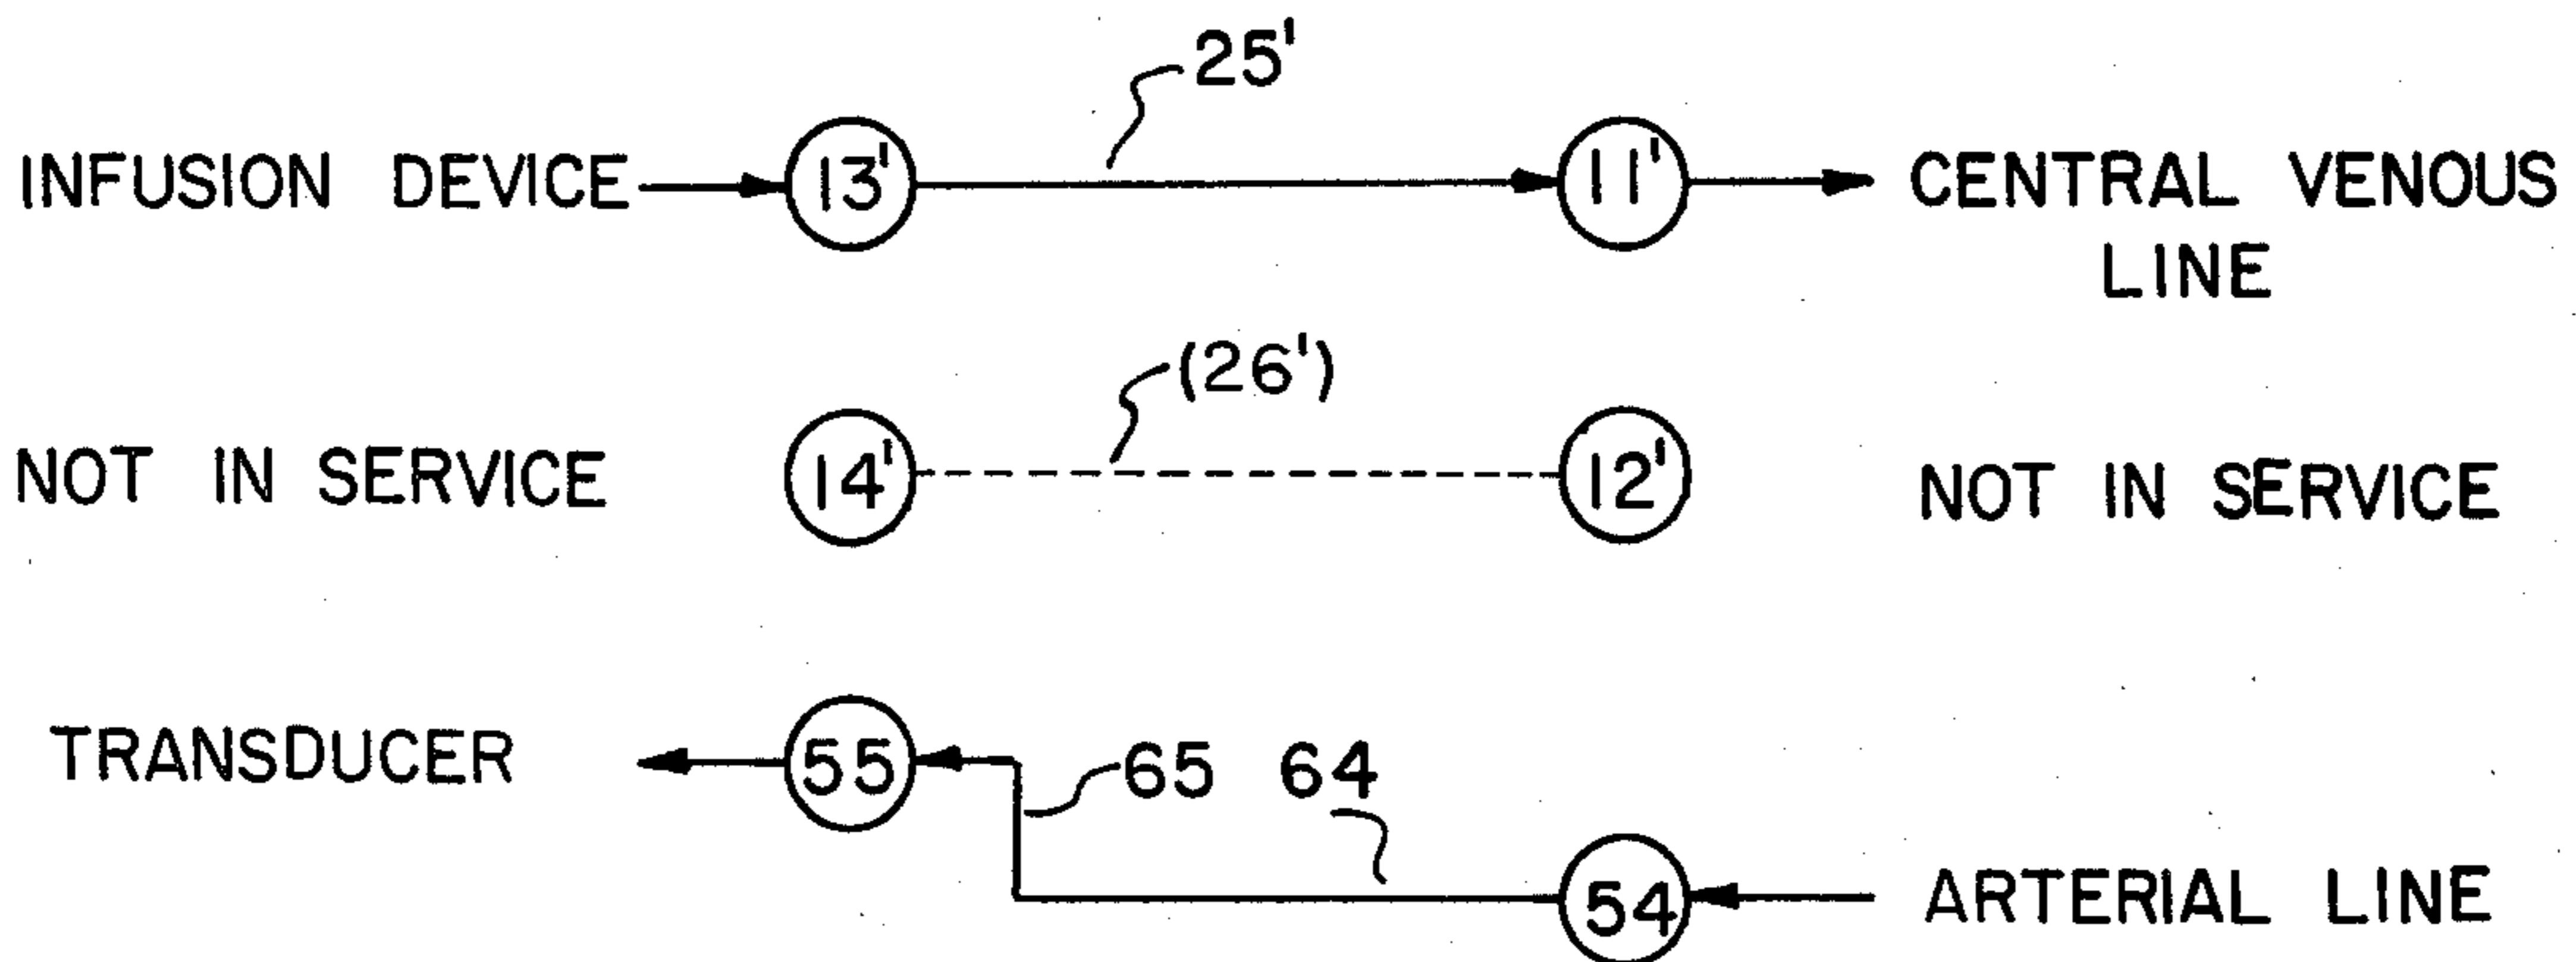 25'
INFUSION DEVICE 13' 11' CENTRAL VENOUS
LINE
(26')
NOT IN SERVICE 14' 12' NOT IN SERVICE
TRANSDUCER 55 65 64
54 ARTERIAL LINE